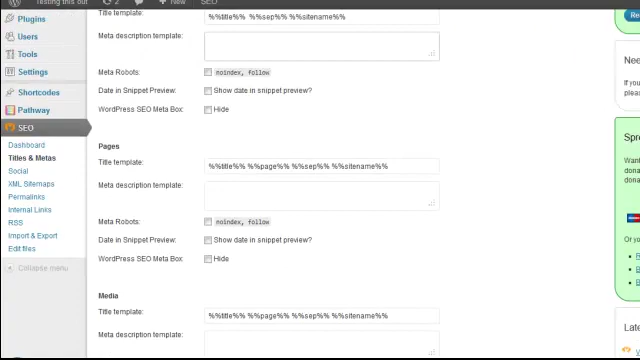 Testing this out 2 + New SEO
Plugins
Users
Tools
Settings
Shortcodes
Pathway
SEO
Dashboard
Titles & Metas
Social
XML Sitemaps
Permalinks
Internal Links
RSS
Import & Export
Edit files
Collapse menu
Title template: %%title%% %%sep%% %%sitename%%
Meta description template:
Meta Robots: noindex, follow
Date in Snippet Preview: Show date in snippet preview?
WordPress SEO Meta Box: Hide
Pages
Title template: %%title%% %%page%% %%sep%% %%sitename%%
Meta description template:
Meta Robots: noindex, follow
Date in Snippet Preview: Show date in snippet preview?
WordPress SEO Meta Box: Hide
Media
Title template: %%title%% %%page%% %%sep%% %%sitename%%
Meta description template:
Re
Nee
If yo
pleas
Spre
Want
dona
dona
Or yo
Late